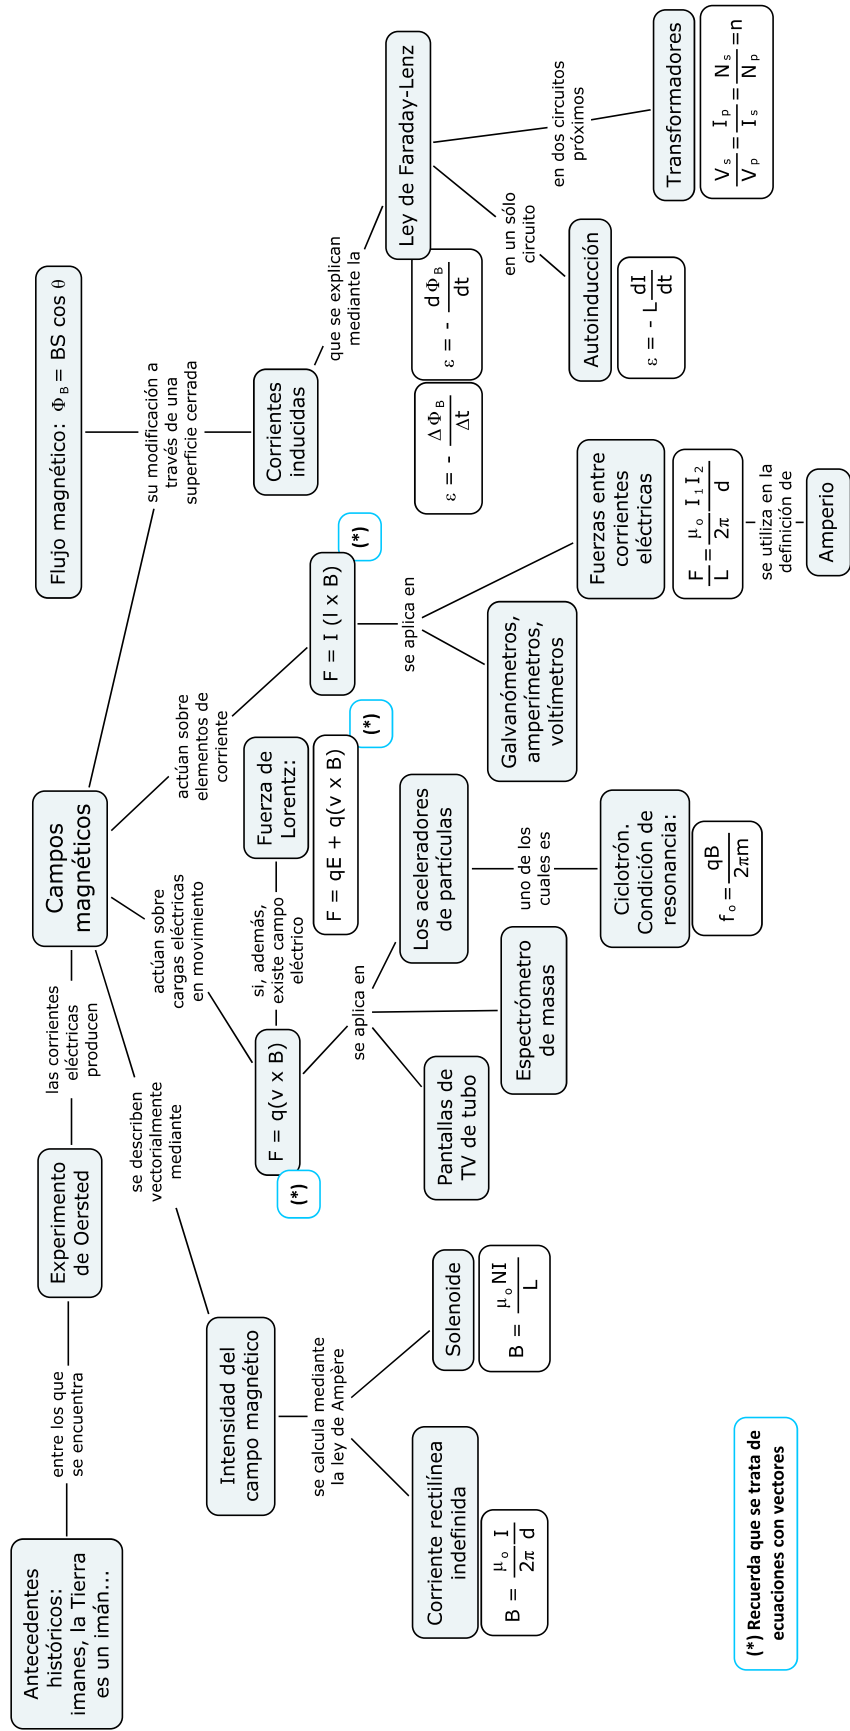 Antecedentes
históricos:
imanes, la Tierra
es un imán...
entre los que
se encuentra
Experimento
de Oersted
las corrientes
eléctricas
producen
Campos
magnéticos
Flujo magnético: Φ_B = BS cos θ
su modificación a
través de una
superficie cerrada
Corrientes
inducidas
que se explican
mediante la
Ley de Faraday-Lenz
ε = - ΔΦ_B / Δt
ε = - dΦ_B / dt
en un sólo
circuito
Autoinducción
ε = - L dI / dt
en dos circuitos
próximos
Transformadores
V_s / V_p = I_p / I_s = N_s / N_p = n
actúan sobre
elementos de
corriente
F = I (l x B)
(*)
se aplica en
Galvanómetros,
amperímetros,
voltímetros
Fuerzas entre
corrientes
eléctricas
F / L = μ_o / 2π I_1 I_2 / d
se utiliza en la
definición de
Amperio
actúan sobre
cargas eléctricas
en movimiento
F = q(v x B)
(*)
si, además,
existe campo
eléctrico
Fuerza de
Lorentz:
F = qE + q(v x B)
(*)
se aplica en
Pantallas de
TV de tubo
Espectrómetro
de masas
Los aceleradores
de partículas
uno de los
cuales es
Ciclotrón.
Condición de
resonancia:
f_o = qB / 2πm
se describen
vectorialmente
mediante
Intensidad del
campo magnético
se calcula mediante
la ley de Ampère
Corriente rectilínea
indefinida
B = μ_o / 2π I / d
Solenoide
B = μ_o NI / L
(*) Recuerda que se trata de
ecuaciones con vectores